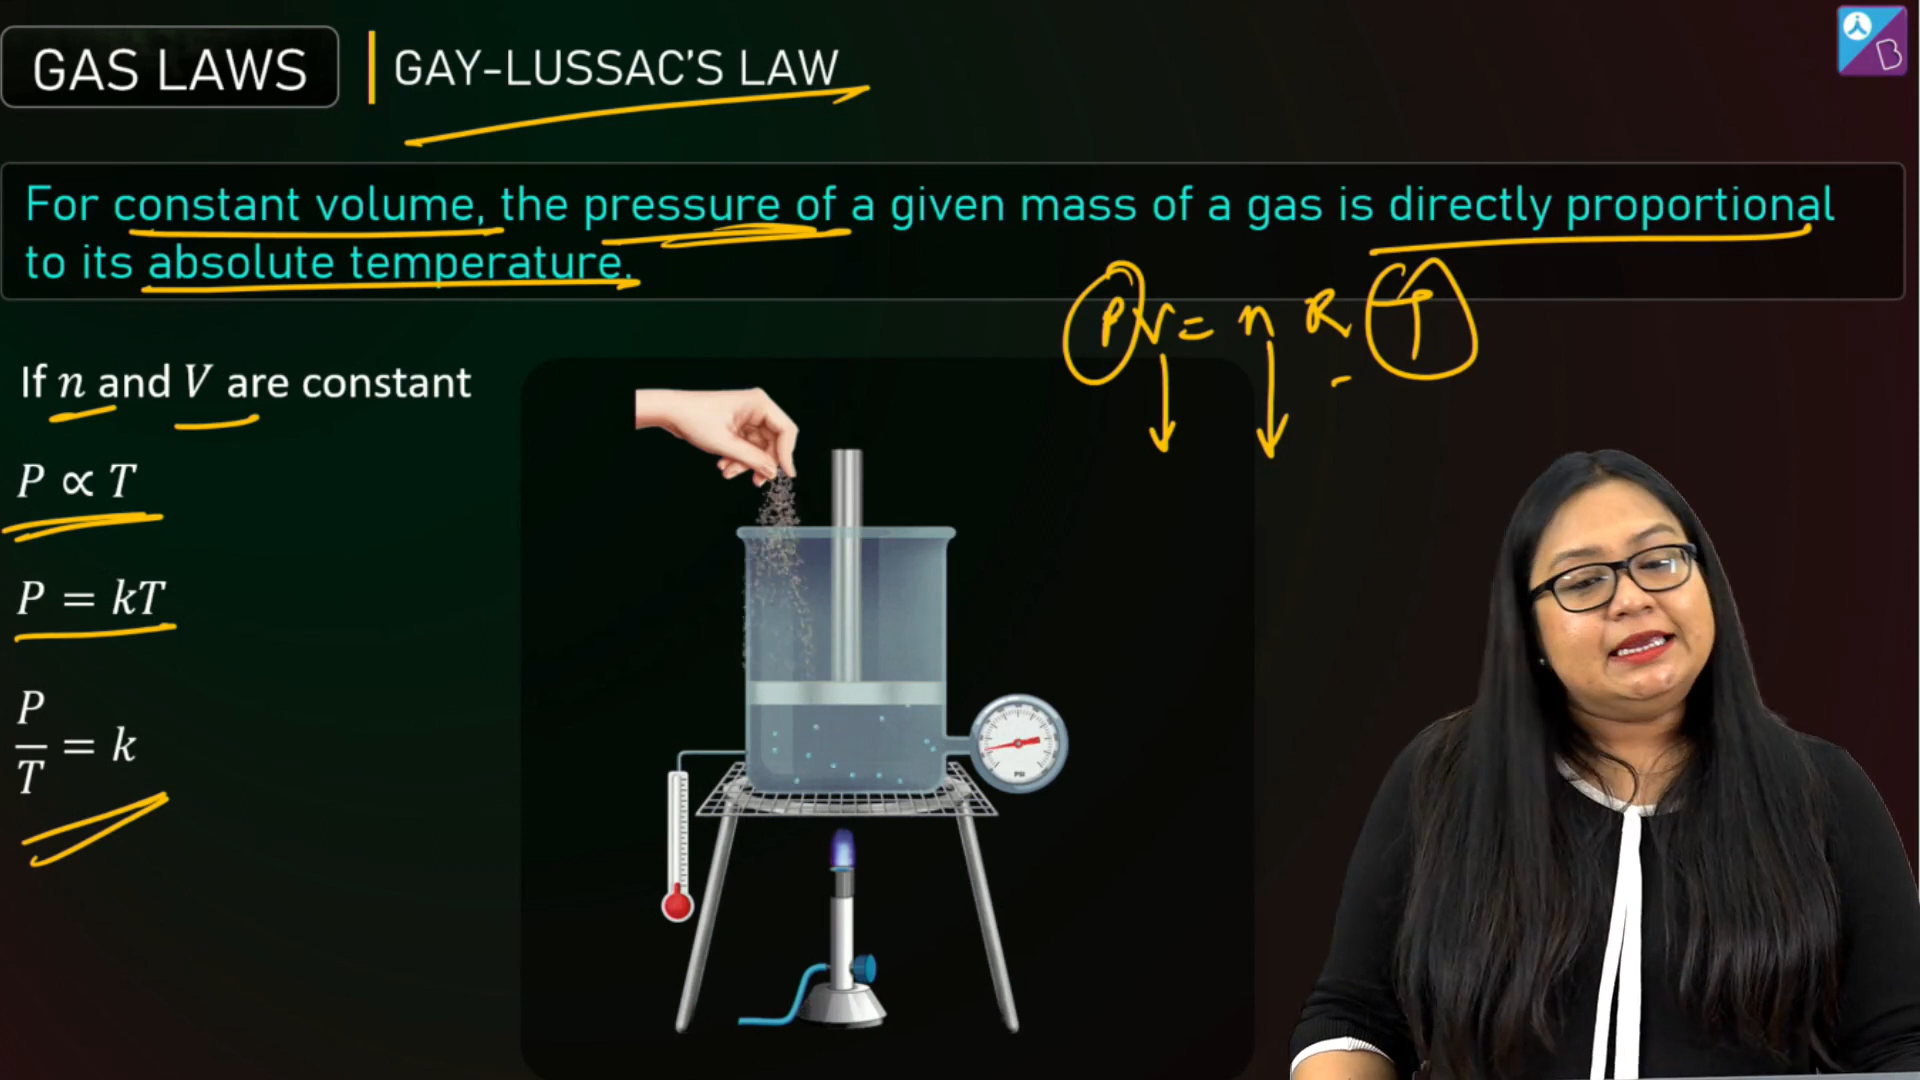 GAS LAWS
GAY-LUSSAC'S LAW
For constant volume, the pressure of a given mass of a gas is directly proportional
to its absolute temperature.
PV = n R T
If n and V are constant
P ∝ T
P = kT
P/T = k
PSI
B